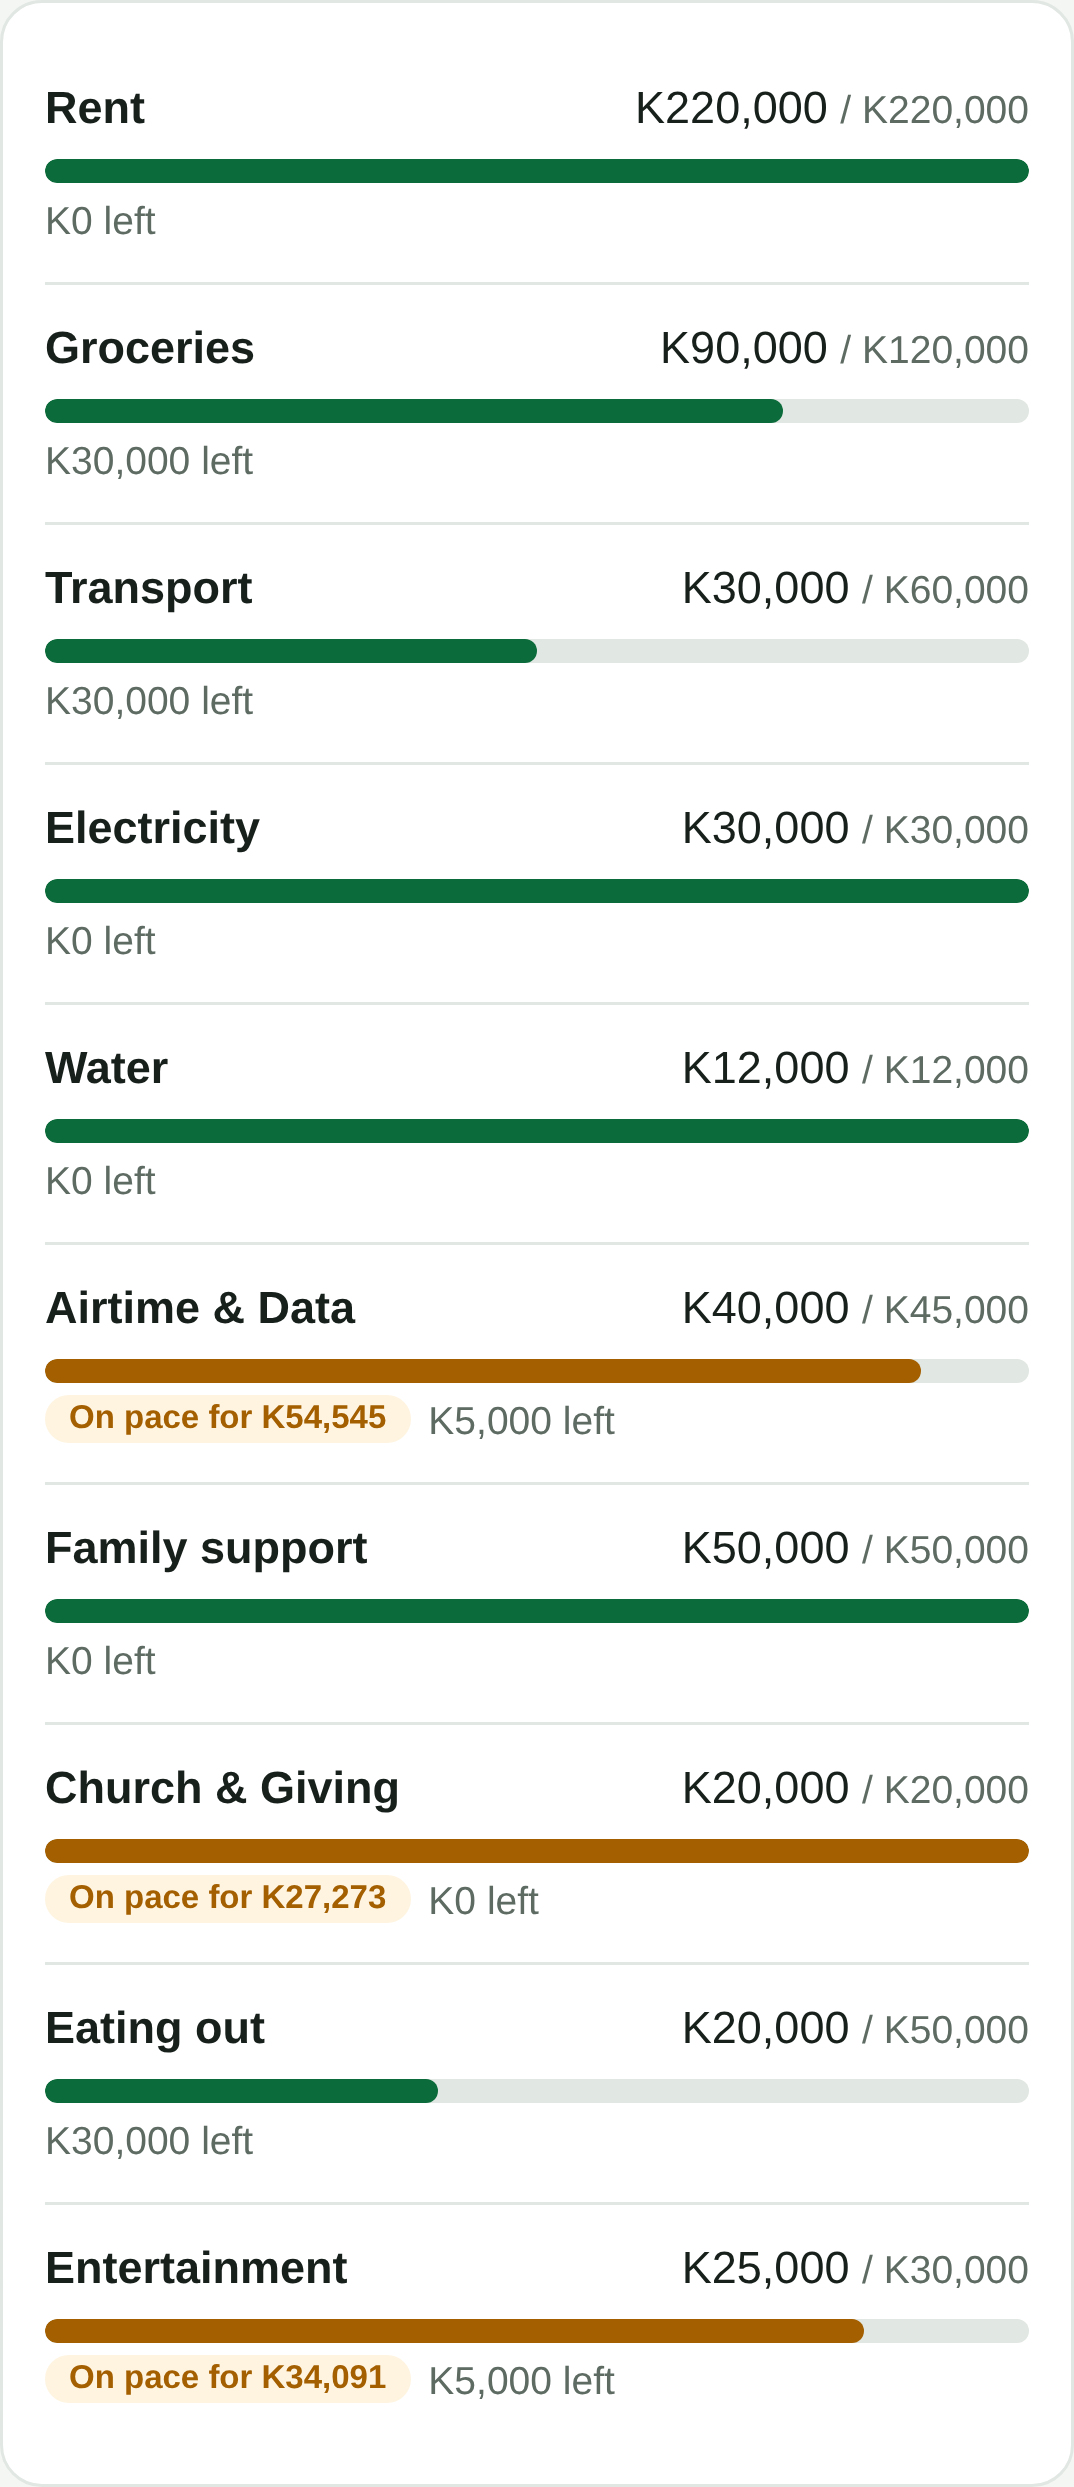 Rent K220,000 / K220,000
K0 left
Groceries K90,000 / K120,000
K30,000 left
Transport K30,000 / K60,000
K30,000 left
Electricity K30,000 / K30,000
K0 left
Water K12,000 / K12,000
K0 left
Airtime & Data K40,000 / K45,000
On pace for K54,545 K5,000 left
Family support K50,000 / K50,000
K0 left
Church & Giving K20,000 / K20,000
On pace for K27,273 K0 left
Eating out K20,000 / K50,000
K30,000 left
Entertainment K25,000 / K30,000
On pace for K34,091 K5,000 left